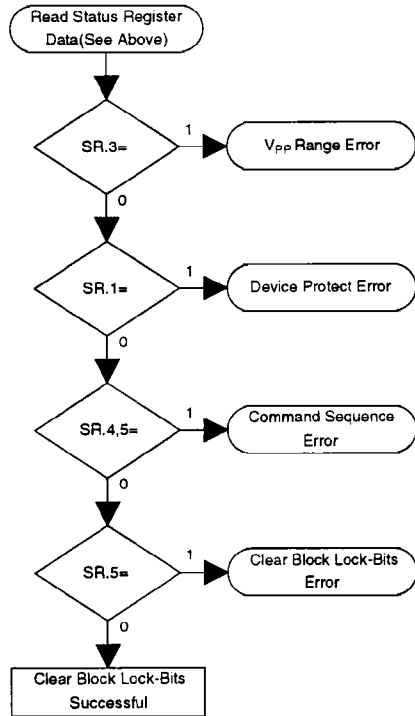 Read Status Register
Data(See Above)
SR.3=
1
VPP Range Error
0
SR.1=
1
Device Protect Error
0
SR.4,5=
1
Command Sequence
Error
0
SR.5=
1
Clear Block Lock-Bits
Error
0
Clear Block Lock-Bits
Successful